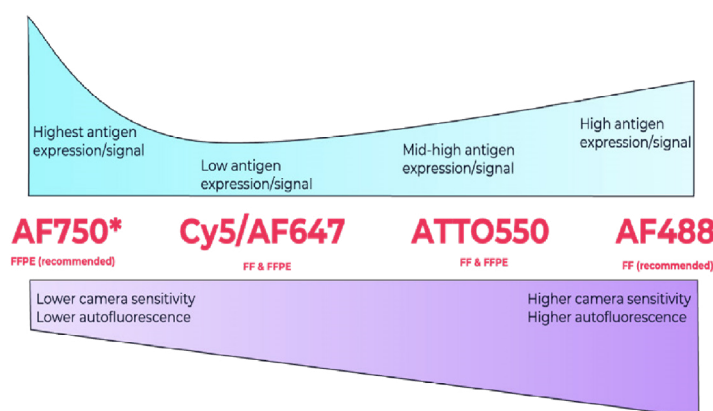 Highest antigen
expression/signal
Low antigen
expression/signal
Mid-high antigen
expression/signal
High antigen
expression/signal
AF750*
Cy5/AF647
ATTO550
AF488
FFPE (recommended)
FF & FFPE
FF & FFPE
FF (recommended)
Lower camera sensitivity
Lower autofluorescence
Higher camera sensitivity
Higher autofluorescence